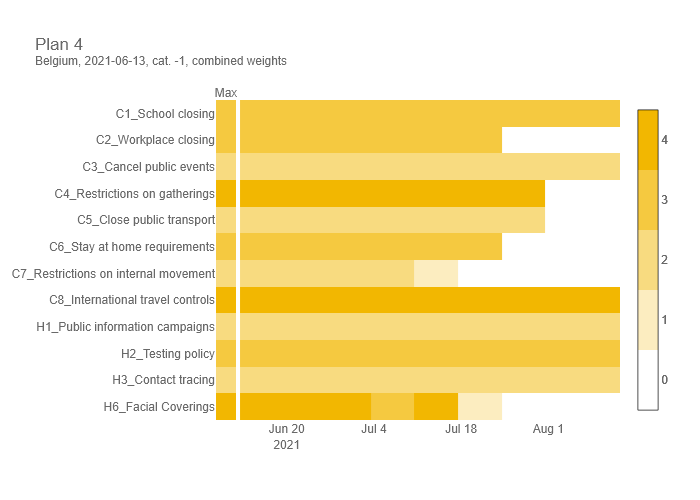 Plan 4
Belgium, 2021-06-13, cat. -1, combined weights
Max
C1_School closing
C2_Workplace closing
C3_Cancel public events
C4_Restrictions on gatherings
C5_Close public transport
C6_Stay at home requirements
C7_Restrictions on internal movement
C8_International travel controls
H1_Public information campaigns
H2_Testing policy
H3_Contact tracing
H6_Facial Coverings
Jun 20 Jul 4 Jul 18 Aug 1
2021
4
3
2
1
0